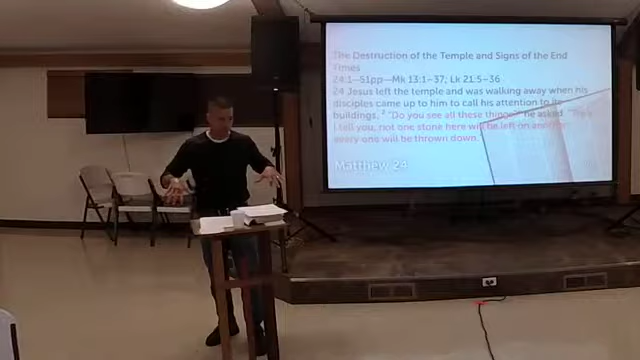 The Destruction of the Temple and Signs of the End
Times
24:1–51pp—Mk 13:1–37; Lk 21:5–36
24 Jesus left the temple and was walking away when his
disciples came up to him to call his attention to its
buildings. 2 "Do you see all these things?" he asked.
I tell you, not one stone here will be left on
every one will be thrown down.
Matthew 24